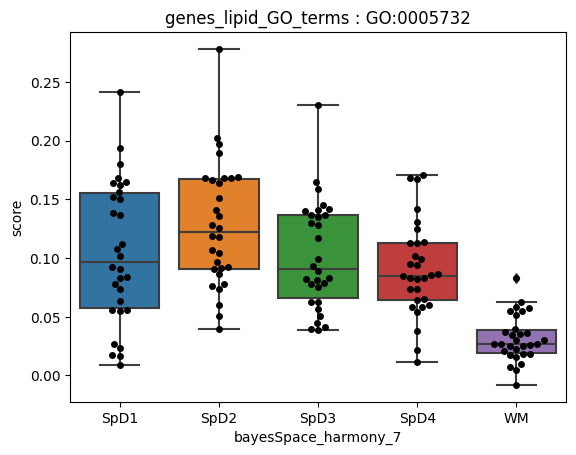 genes_lipid_GO_terms : GO:0005732
0.25
0.20
0.15
0.10
0.05
0.00
score
SpD1 SpD2 SpD3 SpD4 WM
bayesSpace_harmony_7